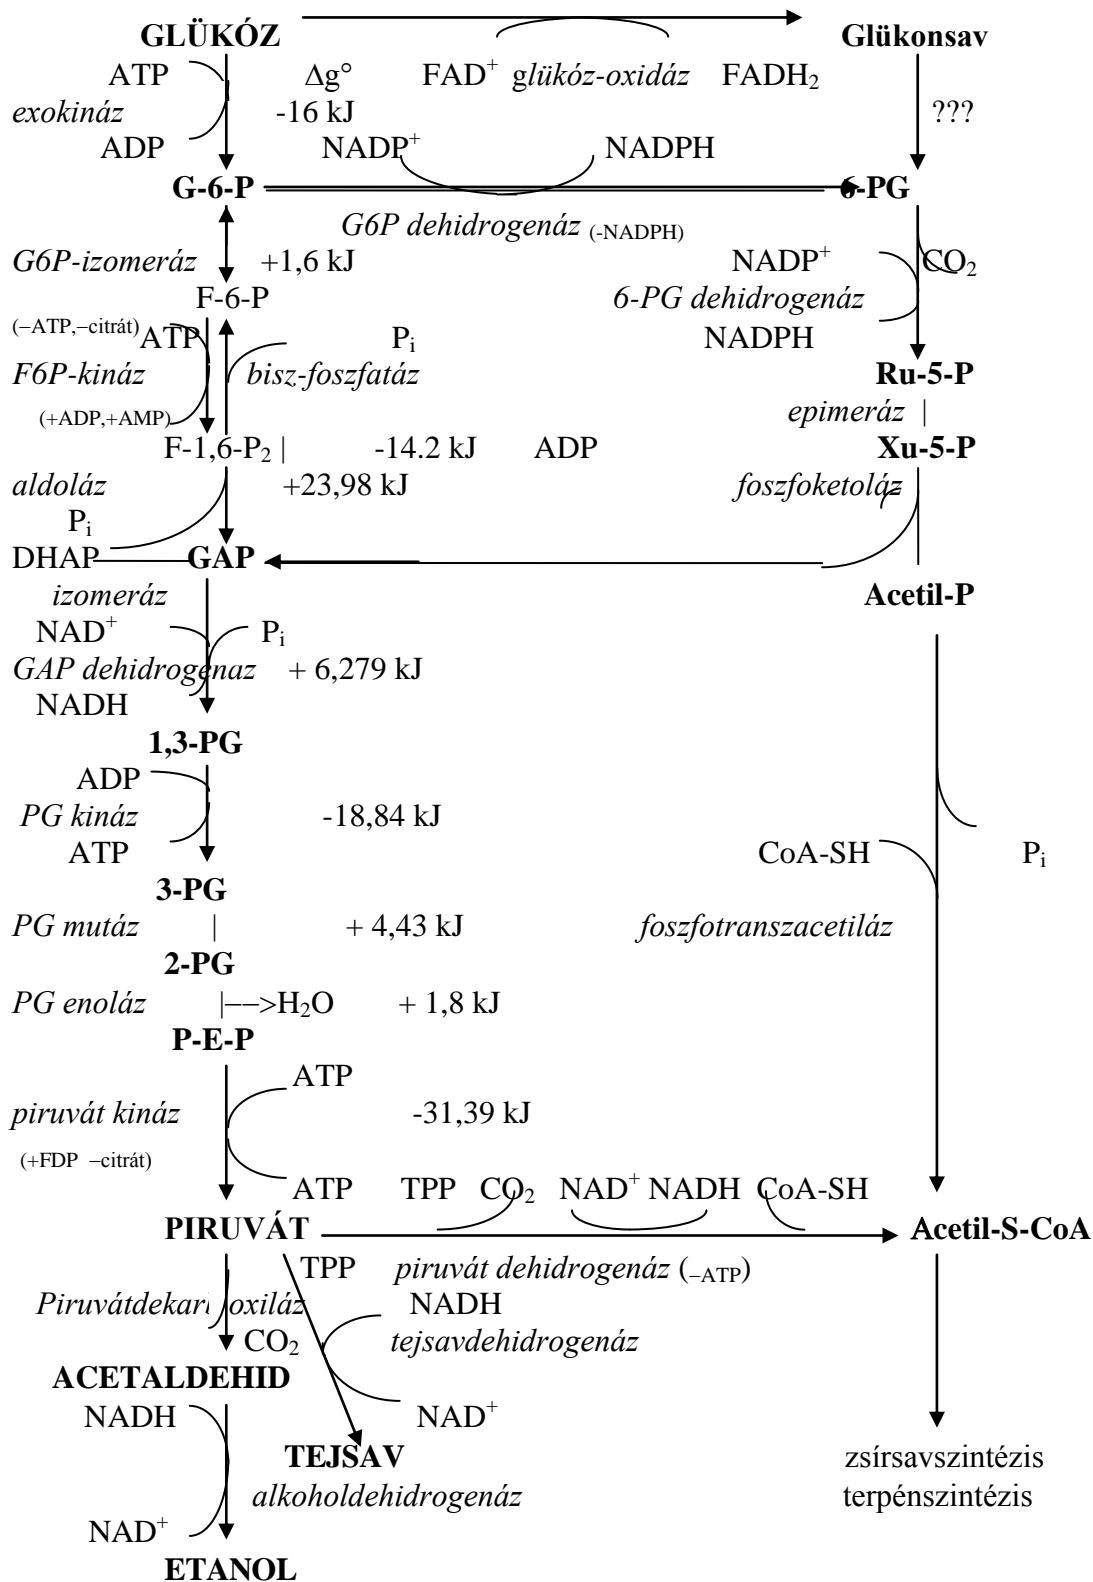 GLÜKÓZ Glükonsav
ATP Δg° FAD⁺ glükóz-oxidáz FADH₂
exokináz -16 kJ ???
ADP NADP⁺ NADPH
G-6-P 6-PG
G6P dehidrogenáz (-NADPH)
G6P-izomeráz +1,6 kJ NADP⁺ CO₂
F-6-P 6-PG dehidrogenáz
(–ATP,–citrát) ATP Pᵢ NADPH
F6P-kináz bisz-foszfatáz Ru-5-P
(+ADP,+AMP) epimeráz |
F-1,6-P₂ | -14.2 kJ ADP Xu-5-P
aldoláz +23,98 kJ foszfoketoláz
Pᵢ
DHAP GAP
izomeráz Acetil-P
NAD⁺ Pᵢ
GAP dehidrogenaz + 6,279 kJ
NADH
1,3-PG
ADP
PG kináz -18,84 kJ
ATP CoA-SH Pᵢ
3-PG
PG mutáz | + 4,43 kJ foszfotranszacetiláz
2-PG
PG enoláz |–––>H₂O + 1,8 kJ
P-E-P
ATP
piruvát kináz -31,39 kJ
(+FDP –citrát)
ATP TPP CO₂ NAD⁺ NADH CoA-SH
PIRUVÁT Acetil-S-CoA
TPP piruvát dehidrogenáz (–ATP)
Piruvátdekarboxiláz NADH
CO₂ tejsavdehidrogenáz
ACETALDEHID
NADH NAD⁺
TEJSAV zsírsavszintézis
alkoholdehidrogenáz terpénszintézis
NAD⁺
ETANOL